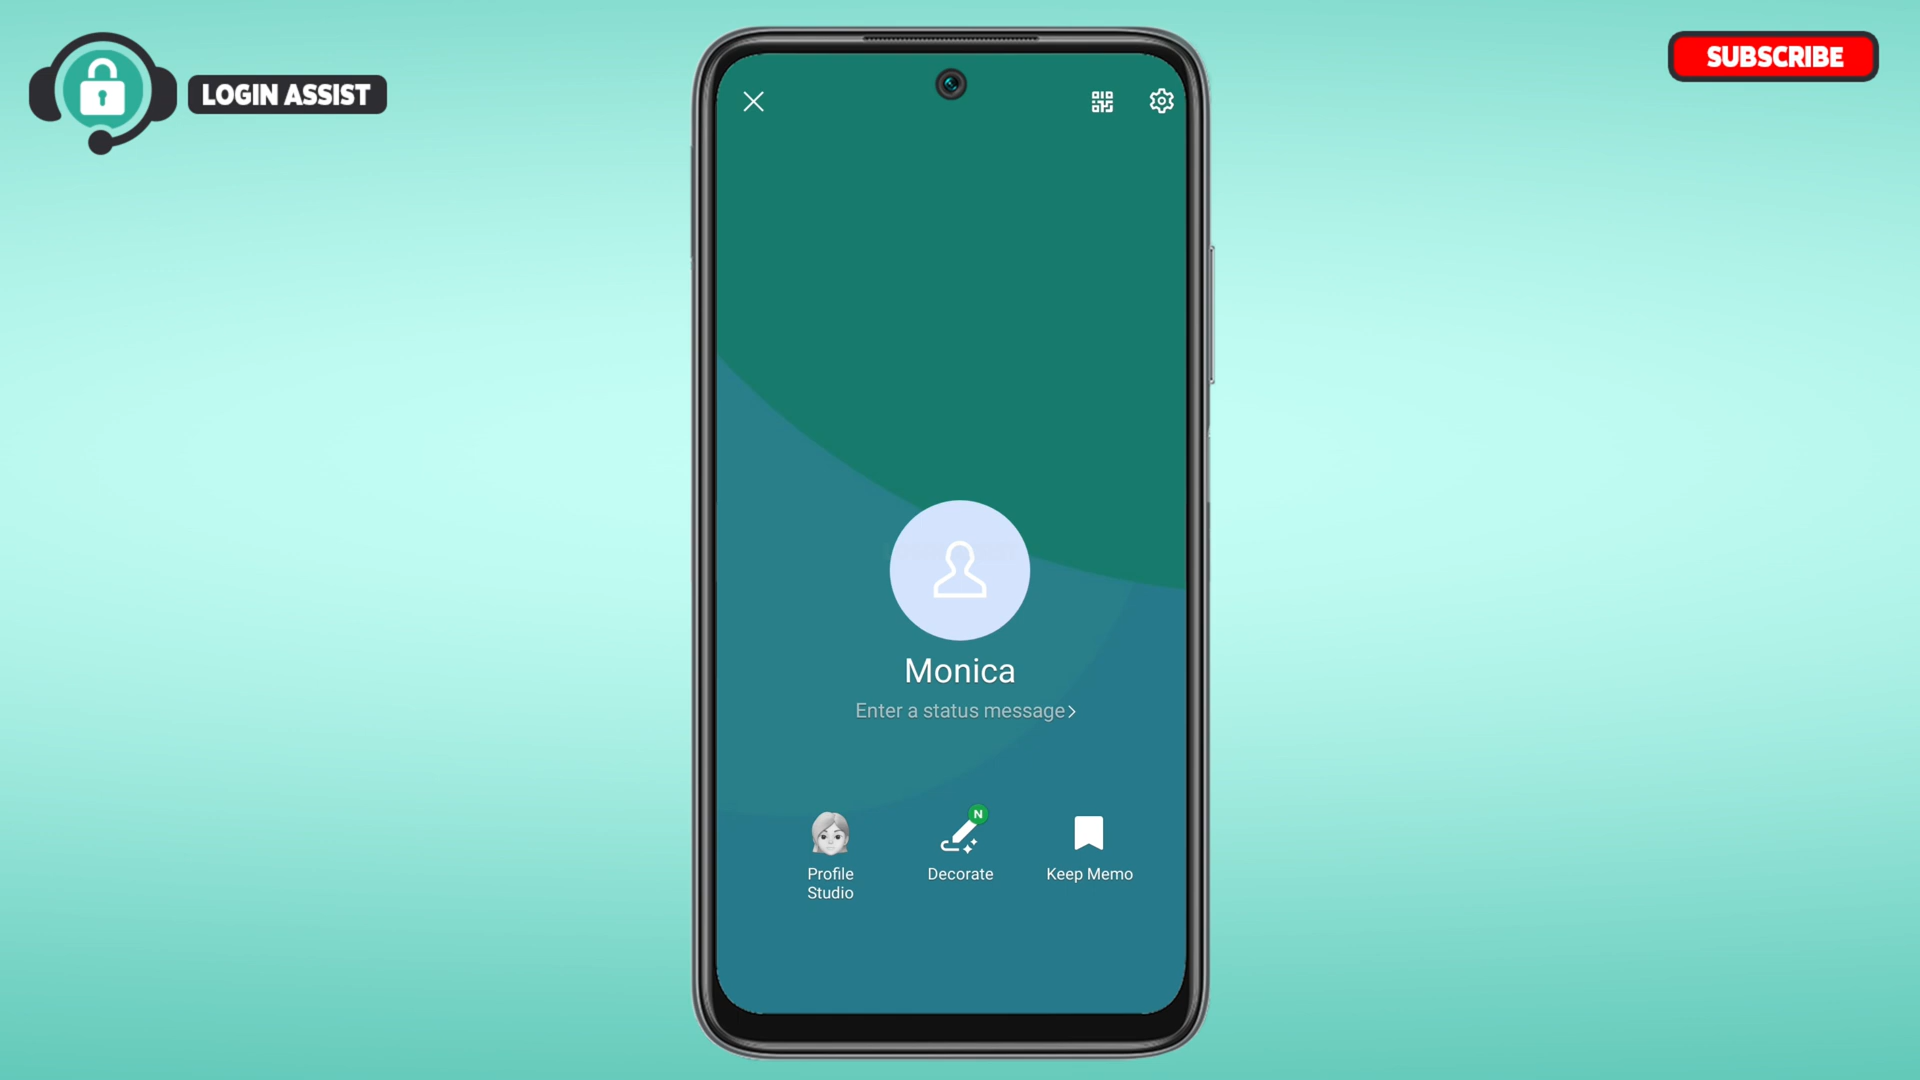 LOGIN ASSIST
SUBSCRIBE
Monica
Enter a status message
N
Profile
Studio
Decorate
Keep Memo